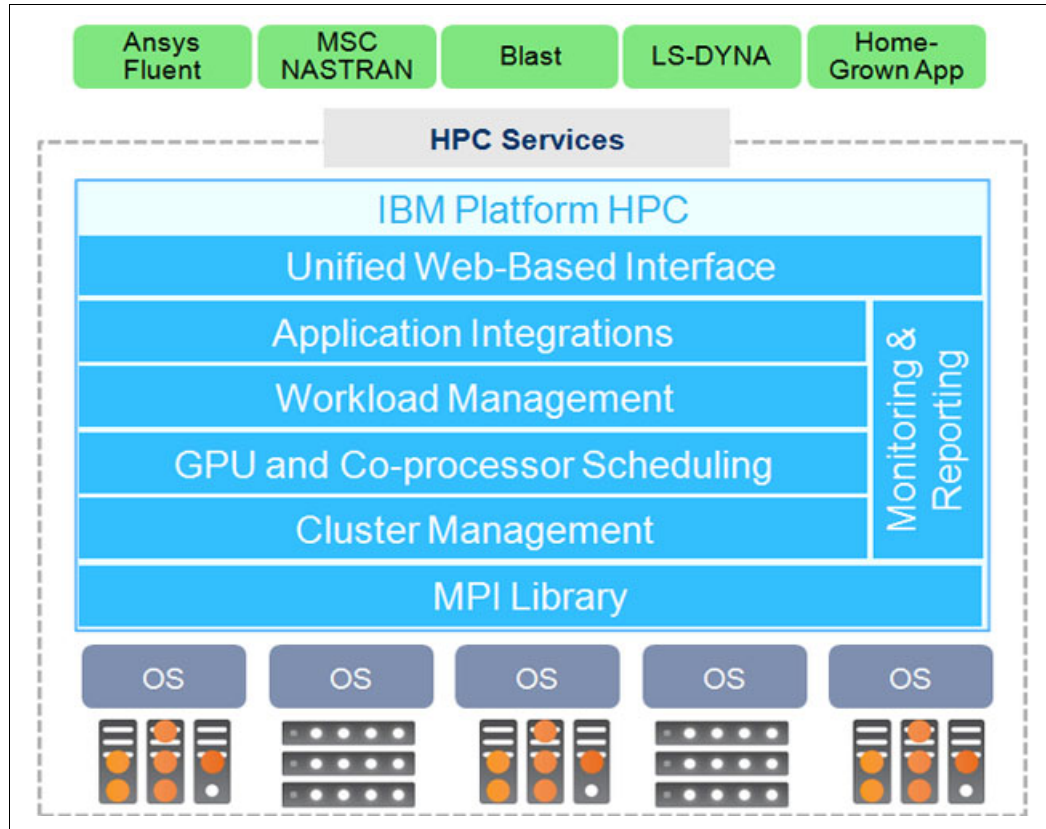 Ansys
Fluent
MSC
NASTRAN
Blast
LS-DYNA
Home-
Grown App
HPC Services
IBM Platform HPC
Unified Web-Based Interface
Application Integrations
Workload Management
GPU and Co-processor Scheduling
Cluster Management
Monitoring &
Reporting
MPI Library
OS
OS
OS
OS
OS